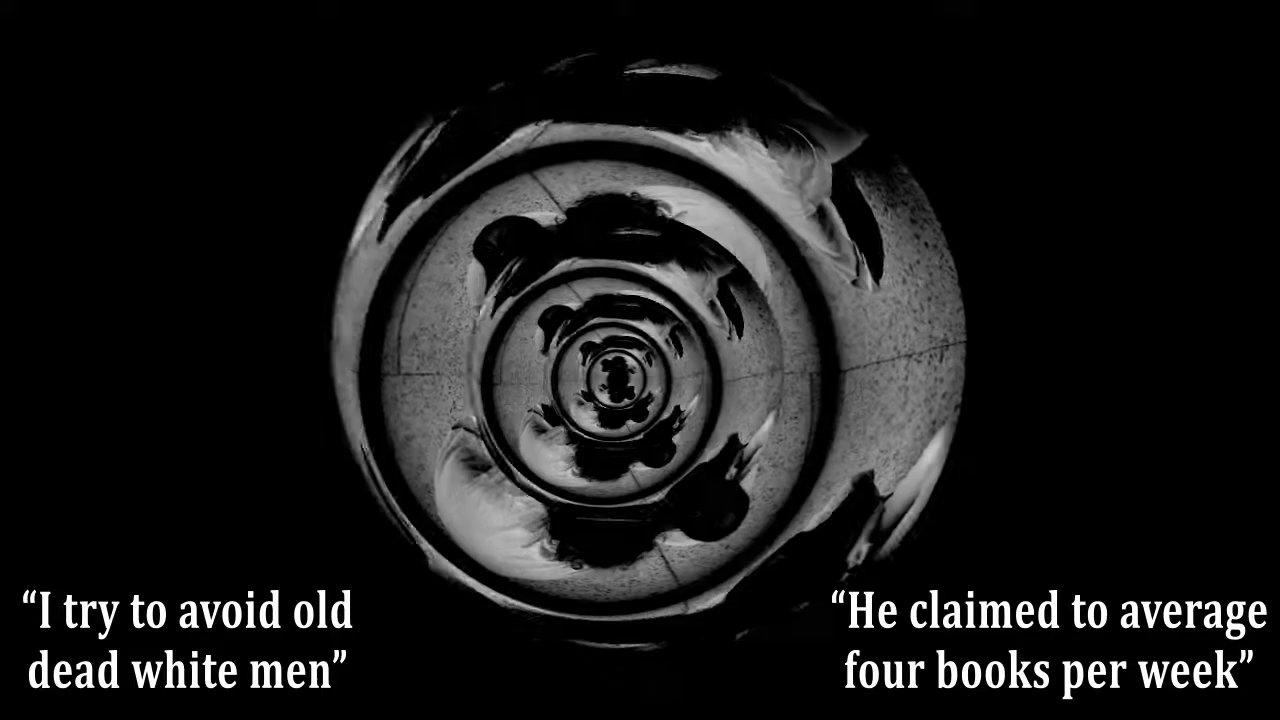 “I try to avoid old
dead white men”
“He claimed to average
four books per week”